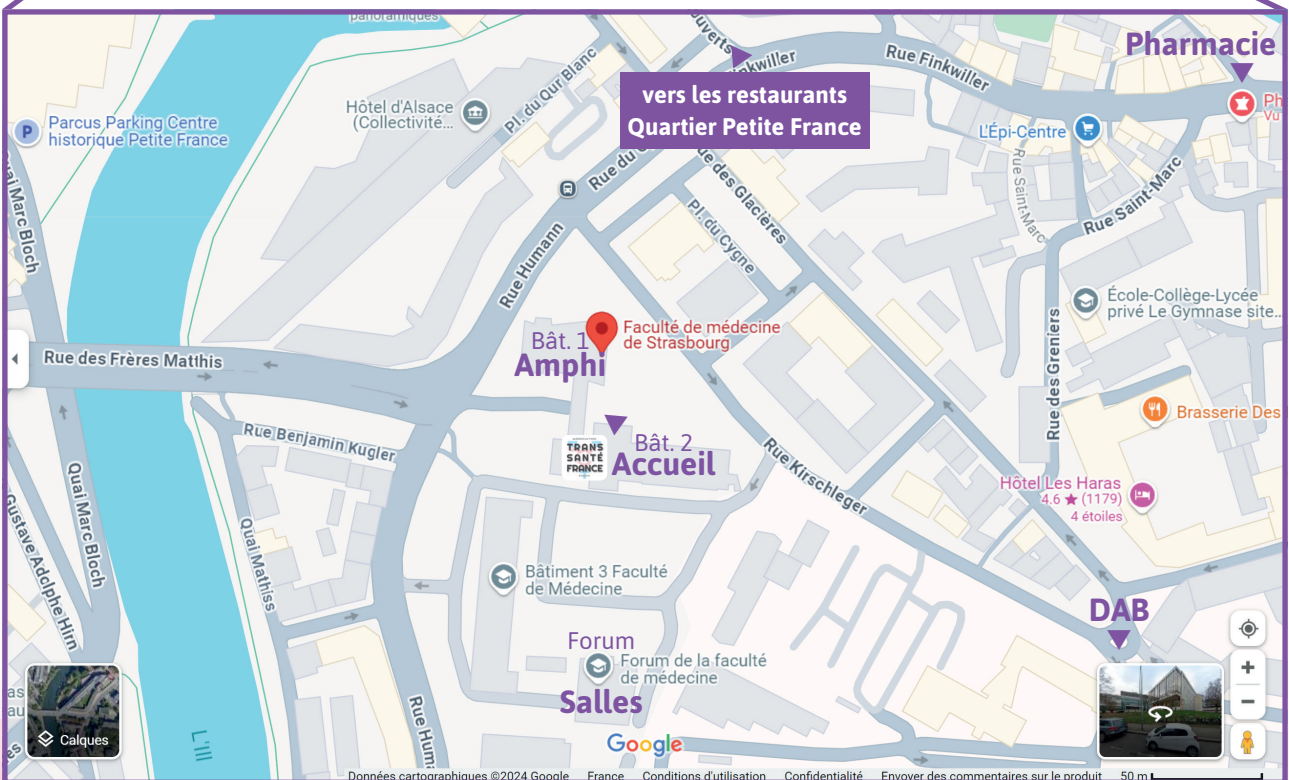 panoramiques
Pharmacie
Rue Finkwiller
vers les restaurants
Quartier Petite France
Hôtel d'Alsace
(Collectivité...
Pl. du Qur Blanc
Parcus Parking Centre
historique Petite France
L'Épi-Centre
Rue Saint-Marc
Rue Saint-Marc
Quai Marc Bloch
Rue des Glacières
Pl. du Cygne
Rue Humann
École-Collège-Lycée
privé Le Gymnase site...
Bât. 1
Amphi
Faculté de médecine
de Strasbourg
Rue des Frères Matthis
Rue des Greniers
Brasserie Des
Rue Benjamin Kugler
TRANS
SANTÉ
FRANCE
Bât. 2
Accueil
Rue Kirschleger
Hôtel Les Haras
4.6 ★ (1179)
4 étoiles
Quai Marc Bloch
Gustave Adolphe Hirn
Quai Mathiss
Bâtiment 3 Faculté
de Médecine
DAB
Forum
Forum de la faculté
de médecine
Salles
Calques
L'Ill
Google
Données cartographiques ©2024 Google France Conditions d'utilisation Confidentialité Envoyer des commentaires sur le produit 50 m